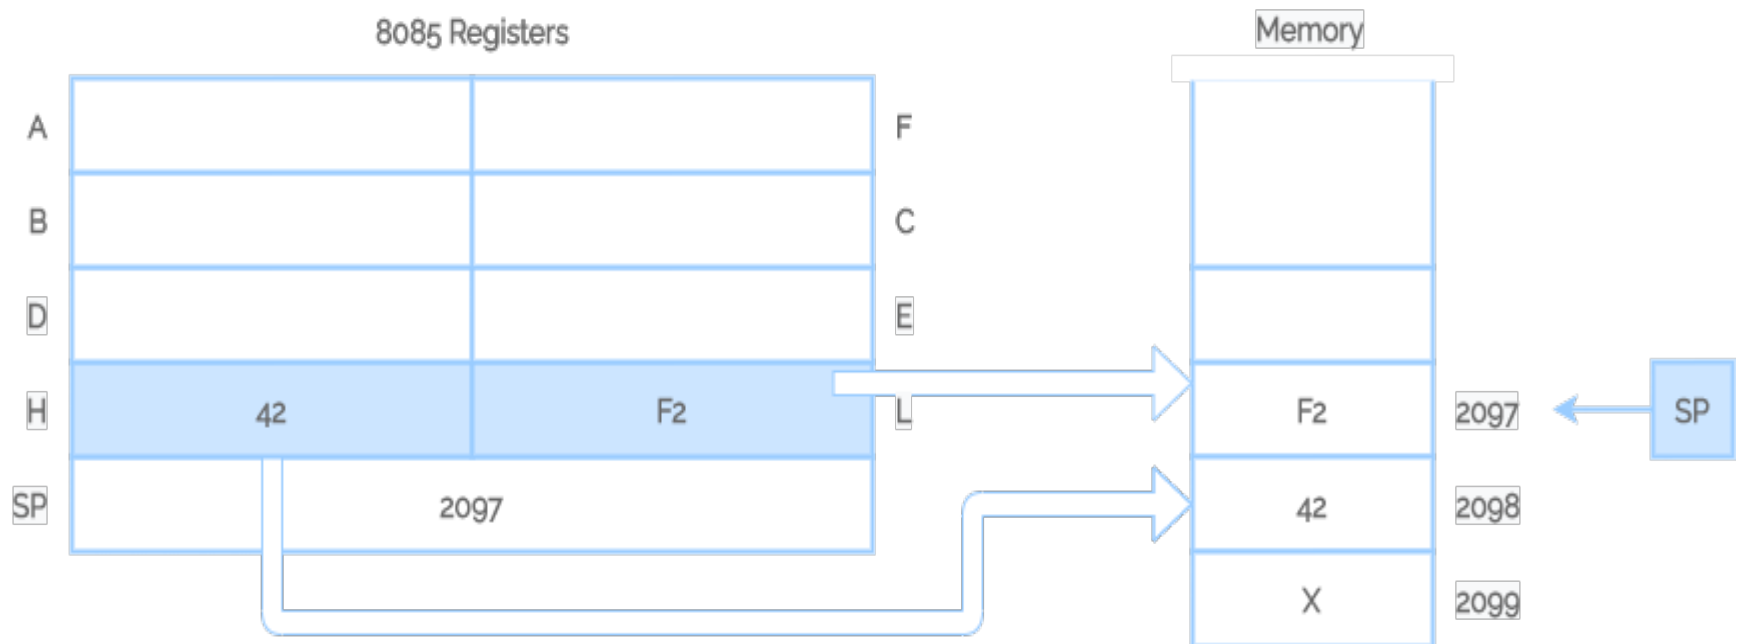 8085 Registers
Memory
A
F
B
C
D
E
H
42
F2
L
F2
2097
SP
SP
2097
42
2098
X
2099